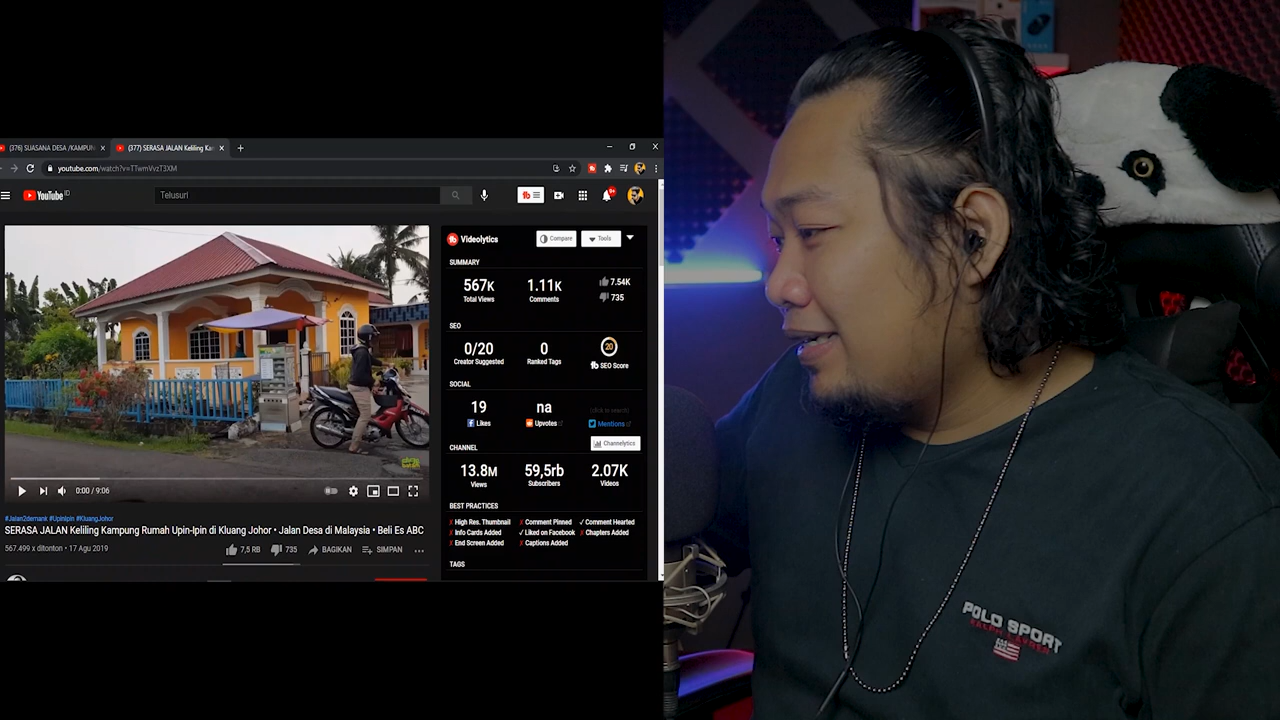 (376) SUASANA DESA /KAMPUN
(377) SERASA JALAN Keliling Ka
youtube.com/watch?v=TTwmVvzT3XM
YouTube ID
Telusuri
9+
Videolytics
Compare
Tools
SUMMARY
567K
Total Views
1.11K
Comments
7.54K
735
SEO
0/20
Creator Suggested
0
Ranked Tags
20
SEO Score
SOCIAL
19
Likes
na
Upvotes
(click to search)
Mentions
CHANNEL
Channelytics
13.8M
Views
59,5rb
Subscribers
2.07K
Videos
BEST PRACTICES
High Res. Thumbnail
Comment Pinned
Comment Hearted
Info Cards Added
Liked on Facebook
Chapters Added
End Screen Added
Captions Added
TAGS
0:00 / 9:06
#Jalan2demank #UpinIpin #KluangJohor
SERASA JALAN Keliling Kampung Rumah Upin-Ipin di Kluang Johor • Jalan Desa di Malaysia • Beli Es ABC
567.499 x ditonton • 17 Agu 2019
7,5 RB
735
BAGIKAN
SIMPAN
POLO SPORT
RALPH LAUREN